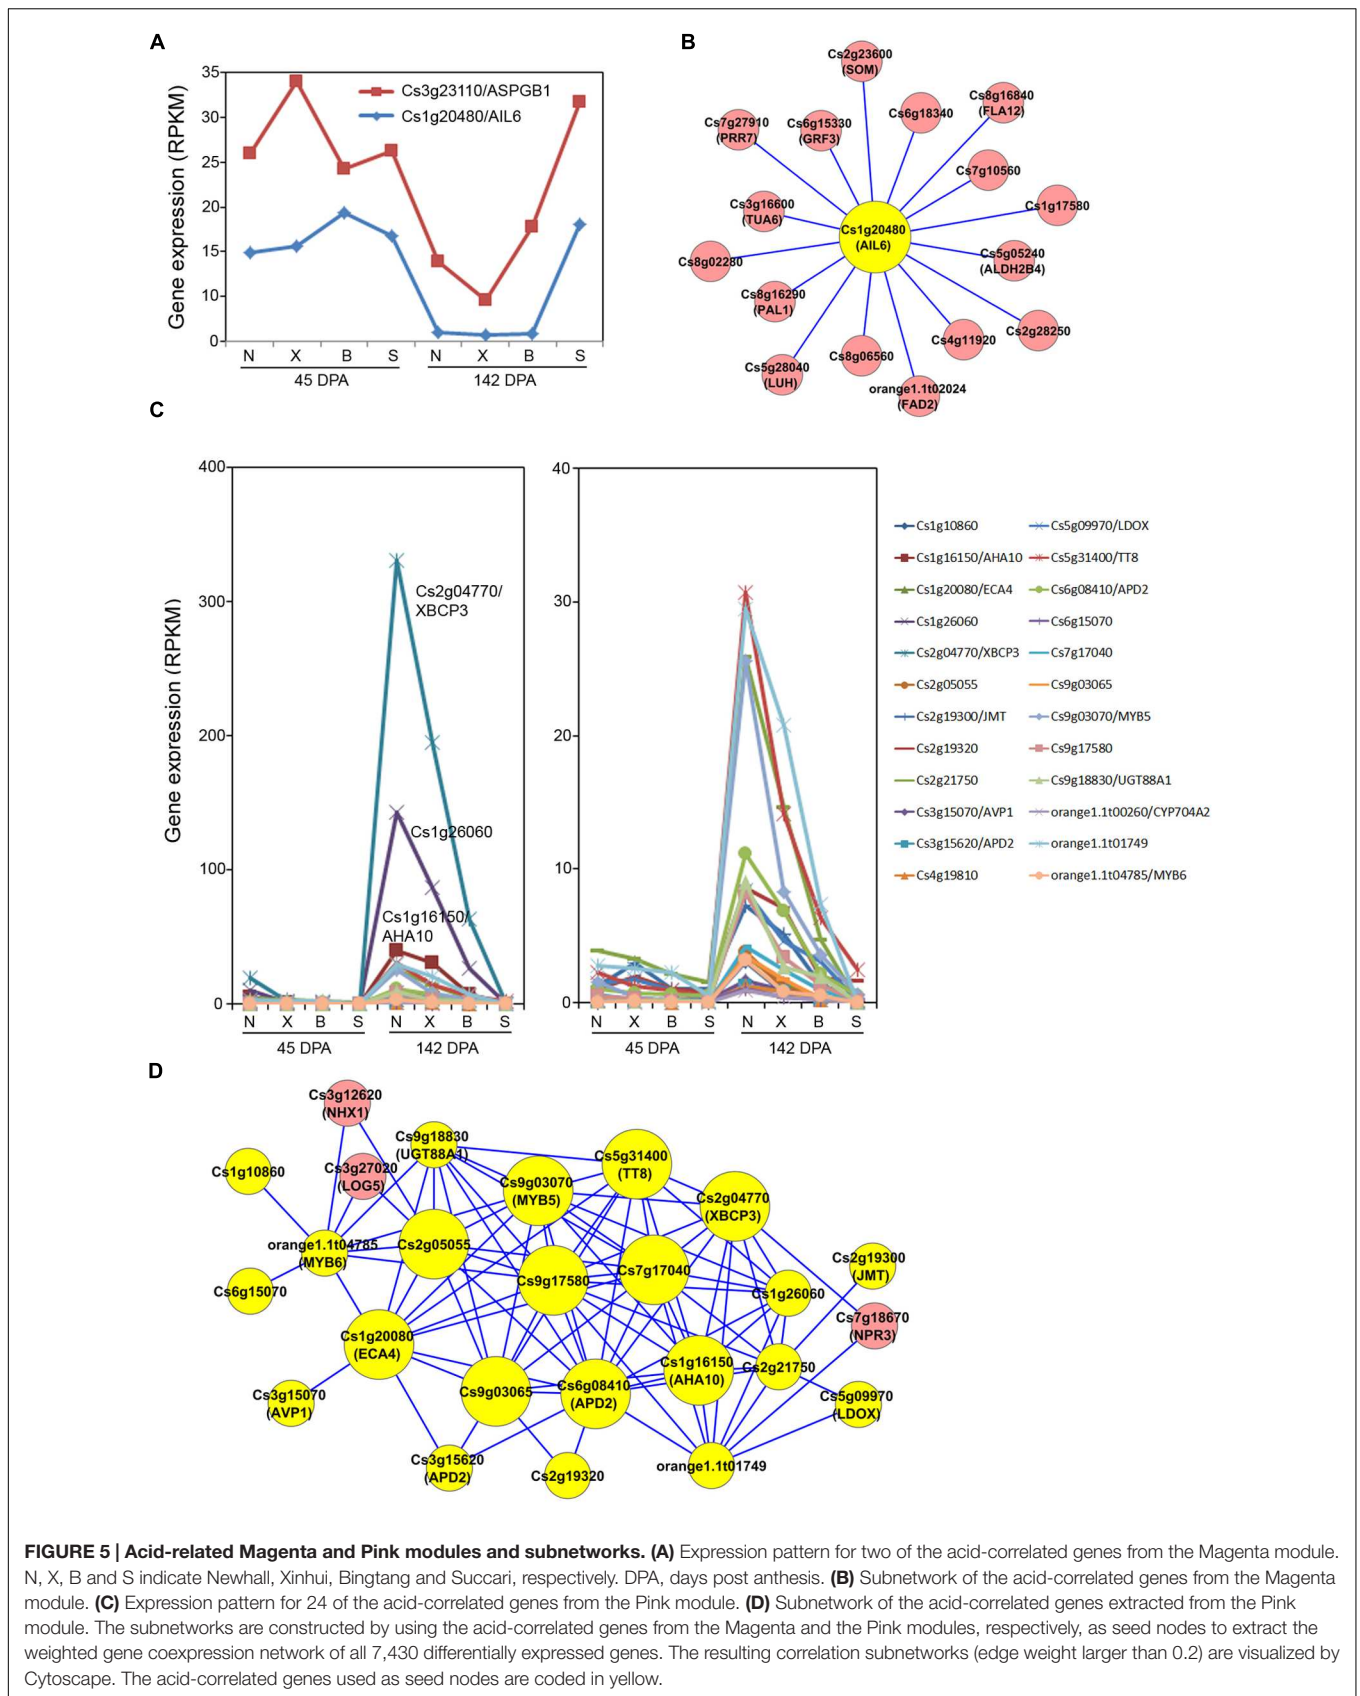 A
35
30
25
20
15
10
0
Gene expression (RPKM)
Cs3g23110/ASPGB1
Cs1g20480/AIL6
N X B S N X B S
45 DPA 142 DPA
B
Cs2g23600
(SOM)
Cs8g16840
(FLA12)
Cs6g18340
Cs7g27910
(PRR7)
Cs6g15330
(GRF3)
Cs7g10560
Cs3g16600
(TUA6)
Cs1g17580
Cs1g20480
(AIL6)
Cs5g05240
(ALDH2B4)
Cs8g02280
Cs8g16290
(PAL1)
Cs2g28250
Cs4g11920
Cs8g06560
Cs5g28040
(LUH)
orange1.1t02024
(FAD2)
C
400
300
200
100
0
Gene expression (RPKM)
Cs2g04770/
XBCP3
Cs1g26060
Cs1g16150/
AHA10
N X B S N X B S
45 DPA 142 DPA
40
30
20
10
0
N X B S N X B S
45 DPA 142 DPA
Cs1g10860 Cs5g09970/LDOX
Cs1g16150/AHA10 Cs5g31400/TT8
Cs1g20080/ECA4 Cs6g08410/APD2
Cs1g26060 Cs6g15070
Cs2g04770/XBCP3 Cs7g17040
Cs2g05055 Cs9g03065
Cs2g19300/JMT Cs9g03070/MYB5
Cs2g19320 Cs9g17580
Cs2g21750 Cs9g18830/UGT88A1
Cs3g15070/AVP1 orange1.1t00260/CYP704A2
Cs3g15620/APD2 orange1.1t01749
Cs4g19810 orange1.1t04785/MYB6
D
Cs3g12620
(NHX1)
Cs9g18830
(UGT88A1)
Cs1g10860
Cs3g27020
(LOG5)
Cs5g31400
(TT8)
Cs9g03070
(MYB5)
Cs2g04770
(XBCP3)
orange1.1t04785
(MYB6)
Cs2g05055
Cs2g19300
(JMT)
Cs9g17580
Cs7g17040
Cs6g15070
Cs1g26060
Cs7g18670
(NPR3)
Cs1g20080
(ECA4)
Cs1g16150
(AHA10)
Cs2g21750
Cs3g15070
(AVP1)
Cs9g03065
Cs6g08410
(APD2)
Cs5g09970
(LDOX)
Cs3g15620
(APD2)
Cs2g19320
orange1.1t01749
FIGURE 5 | Acid-related Magenta and Pink modules and subnetworks. (A) Expression pattern for two of the acid-correlated genes from the Magenta module.
N, X, B and S indicate Newhall, Xinhui, Bingtang and Succari, respectively. DPA, days post anthesis. (B) Subnetwork of the acid-correlated genes from the Magenta
module. (C) Expression pattern for 24 of the acid-correlated genes from the Pink module. (D) Subnetwork of the acid-correlated genes extracted from the Pink
module. The subnetworks are constructed by using the acid-correlated genes from the Magenta and the Pink modules, respectively, as seed nodes to extract the
weighted gene coexpression network of all 7,430 differentially expressed genes. The resulting correlation subnetworks (edge weight larger than 0.2) are visualized by
Cytoscape. The acid-correlated genes used as seed nodes are coded in yellow.